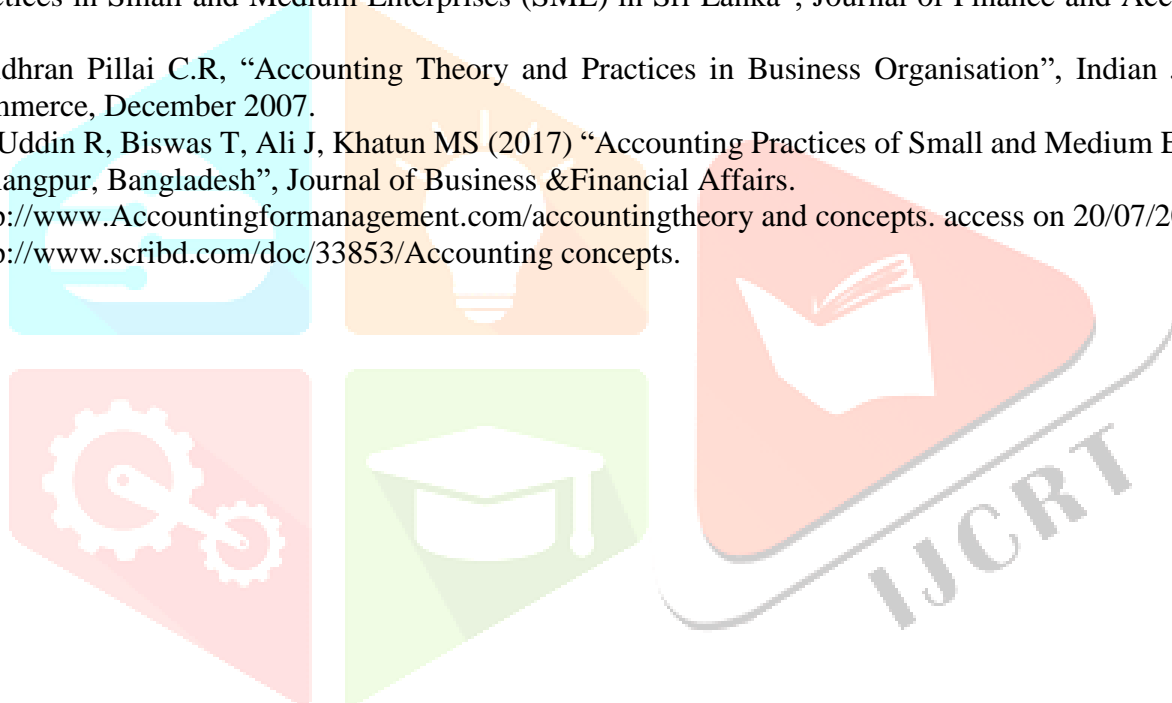 ctices in Small and Medium Enterprises (SME) in Sri Lanka", Journal of Finance and Acc
dhran Pillai C.R, “Accounting Theory and Practices in Business Organisation”, Indian
nmerce, December 2007.
Uddin R, Biswas T, Ali J, Khatun MS (2017) “Accounting Practices of Small and Medium E
angpur, Bangladesh”, Journal of Business &Financial Affairs.
p://www.Accountingformanagement.com/accountingtheory and concepts. access on 20/07/20
p://www.scribd.com/doc/33853/Accounting concepts.
IJCRT